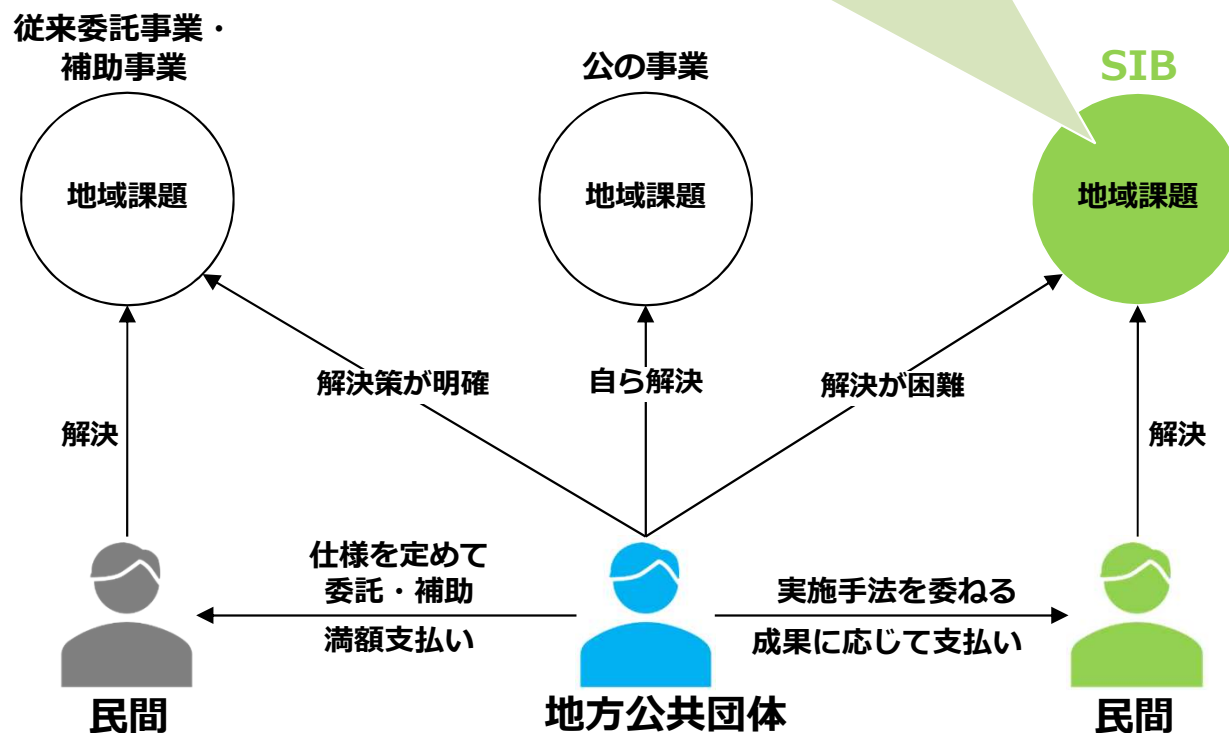 従来委託事業・
補助事業
公の事業
SIB
地域課題
地域課題
地域課題
解決策が明確
自ら解決
解決が困難
解決
解決
仕様を定めて
委託・補助
満額支払い
実施手法を委ねる
成果に応じて支払い
民間
地方公共団体
民間